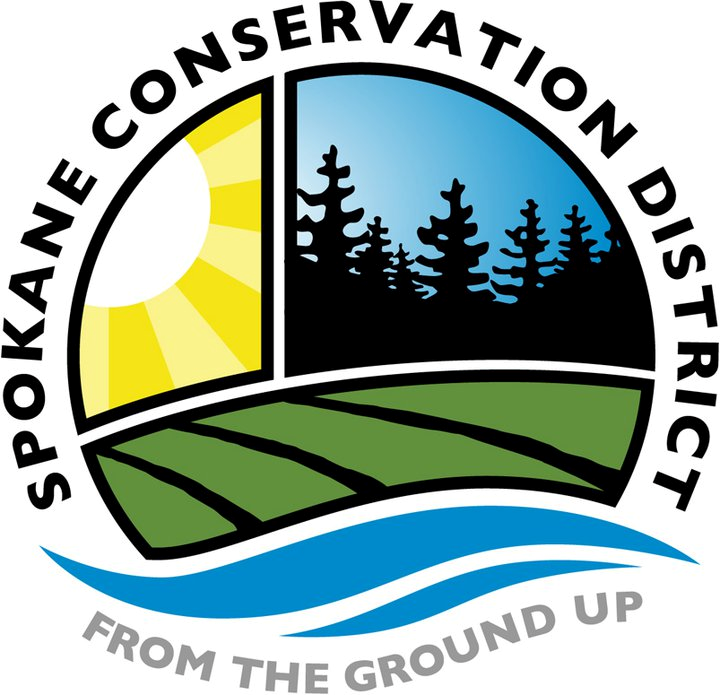 SPOKANE CONSERVATION DISTRICT
FROM THE GROUND UP